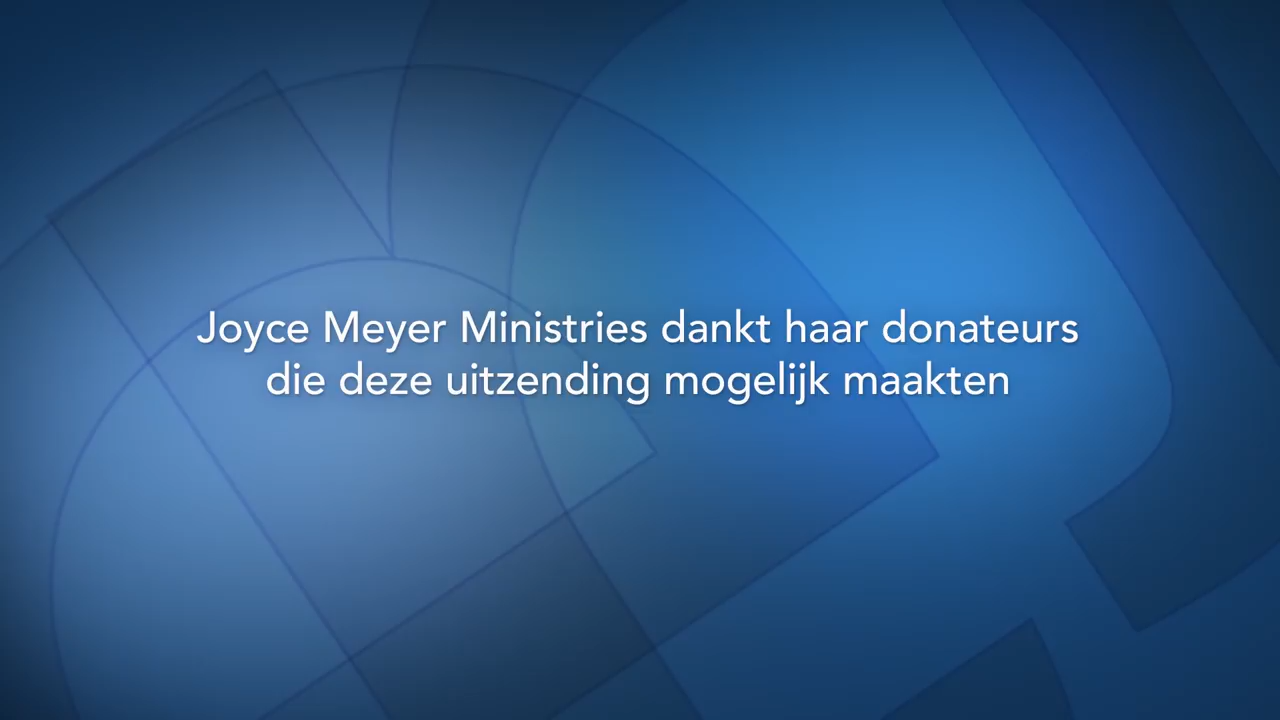 Joyce Meyer Ministries dankt haar donateurs
die deze uitzending mogelijk maakten